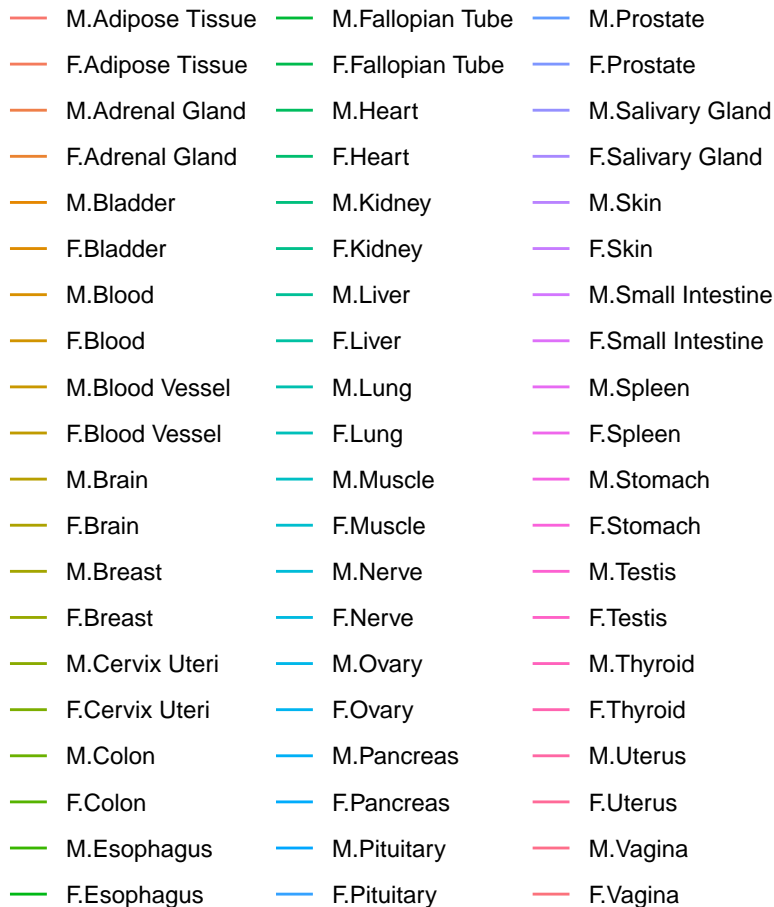 M.Adipose Tissue
F.Adipose Tissue
M.Adrenal Gland
F.Adrenal Gland
M.Bladder
F.Bladder
M.Blood
F.Blood
M.Blood Vessel
F.Blood Vessel
M.Brain
F.Brain
M.Breast
F.Breast
M.Cervix Uteri
F.Cervix Uteri
M.Colon
F.Colon
M.Esophagus
F.Esophagus
M.Fallopian Tube
F.Fallopian Tube
M.Heart
F.Heart
M.Kidney
F.Kidney
M.Liver
F.Liver
M.Lung
F.Lung
M.Muscle
F.Muscle
M.Nerve
F.Nerve
M.Ovary
F.Ovary
M.Pancreas
F.Pancreas
M.Pituitary
F.Pituitary
M.Prostate
F.Prostate
M.Salivary Gland
F.Salivary Gland
M.Skin
F.Skin
M.Small Intestine
F.Small Intestine
M.Spleen
F.Spleen
M.Stomach
F.Stomach
M.Testis
F.Testis
M.Thyroid
F.Thyroid
M.Uterus
F.Uterus
M.Vagina
F.Vagina